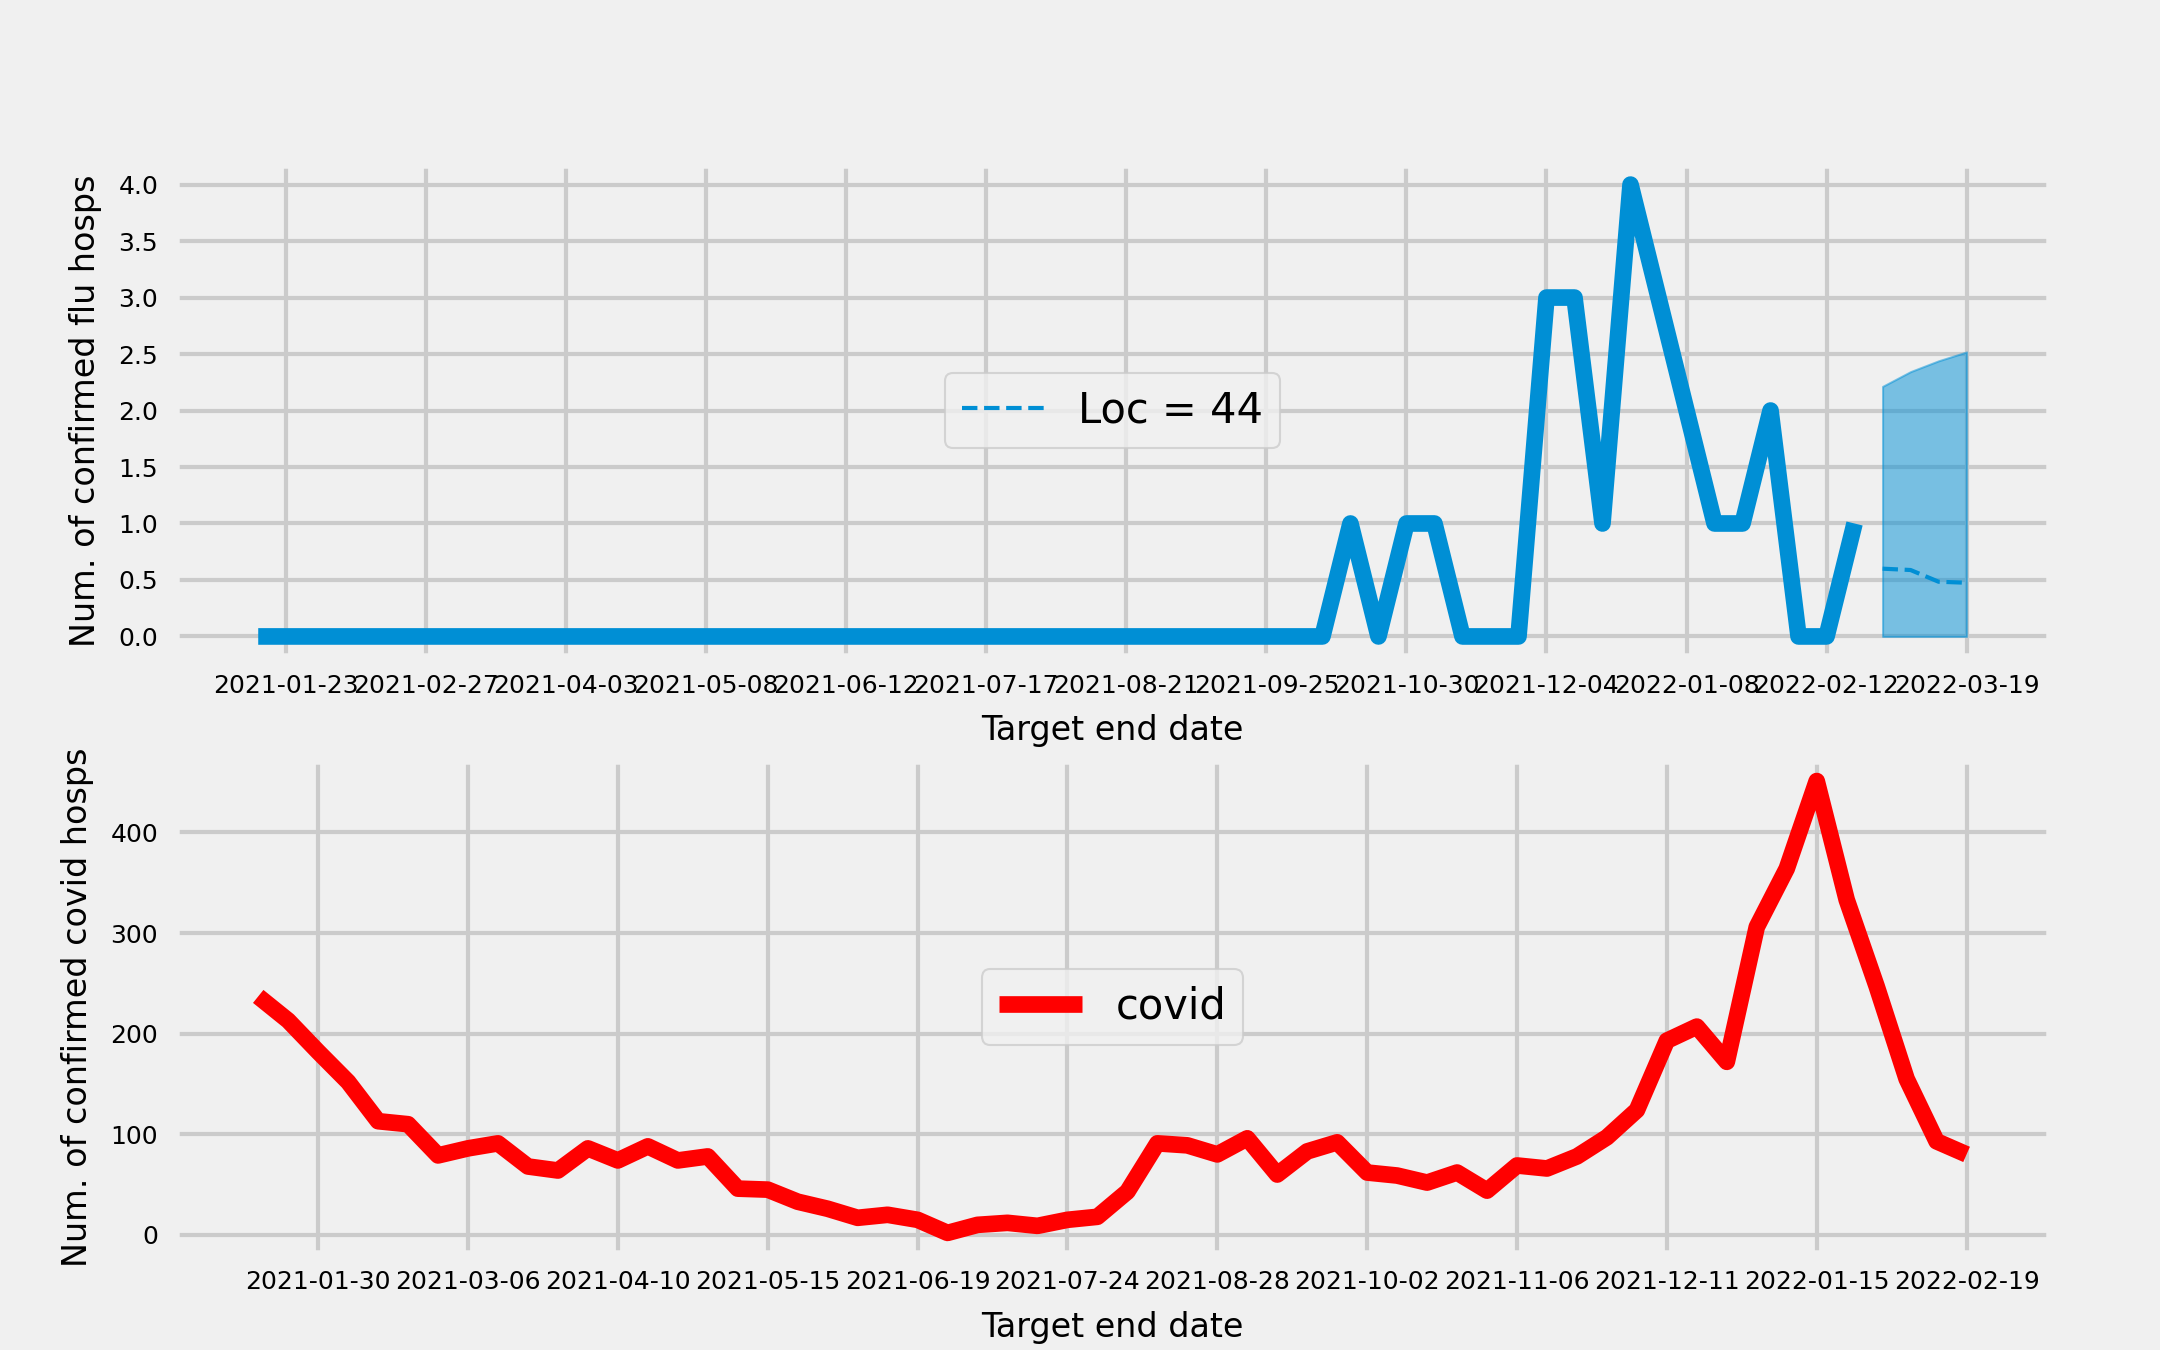 Num. of confirmed flu hosps
4.0
3.5
3.0
2.5
2.0
1.5
1.0
0.5
0.0
Loc = 44
2021-01-23 2021-02-27 2021-04-03 2021-05-08 2021-06-12 2021-07-17 2021-08-21 2021-09-25 2021-10-30 2021-12-04 2022-01-08 2022-02-12 2022-03-19
Target end date
Num. of confirmed covid hosps
400
300
200
100
0
covid
2021-01-30 2021-03-06 2021-04-10 2021-05-15 2021-06-19 2021-07-24 2021-08-28 2021-10-02 2021-11-06 2021-12-11 2022-01-15 2022-02-19
Target end date